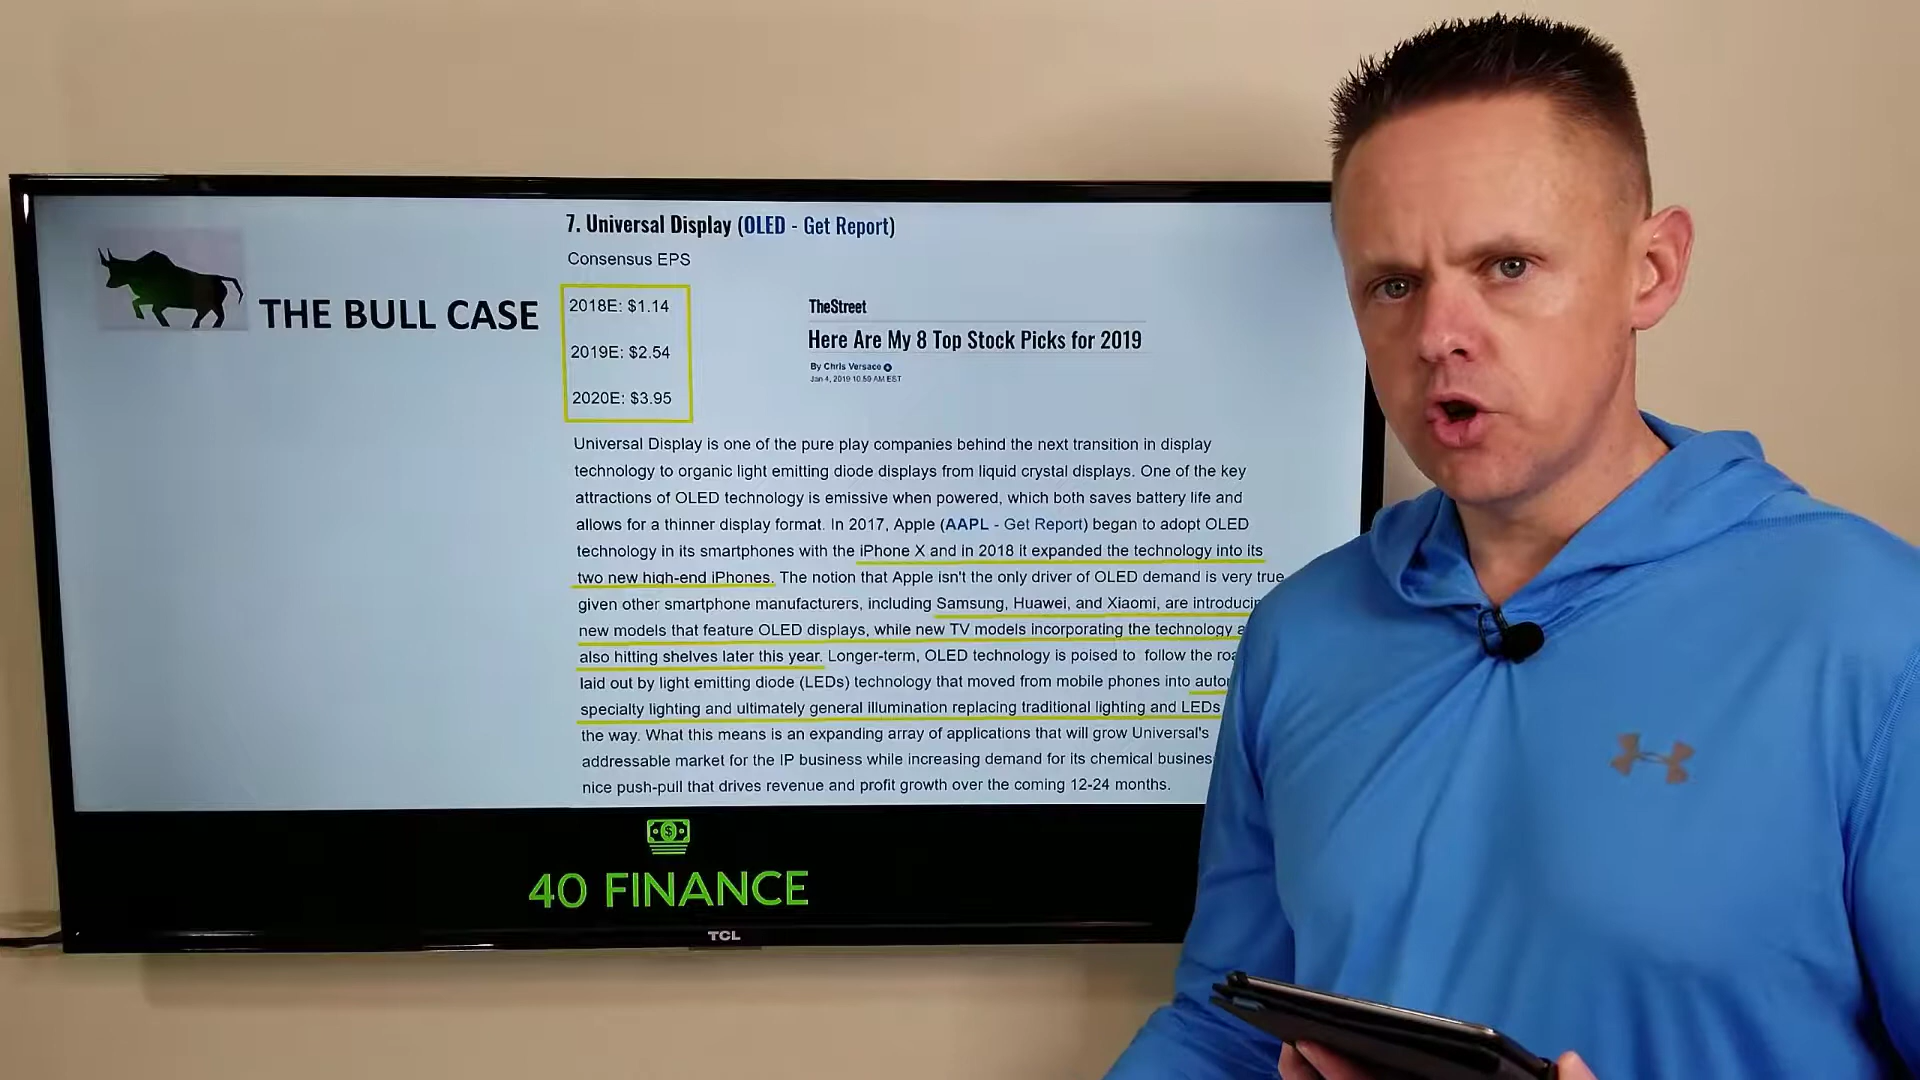 7. Universal Display (OLED - Get Report)
Consensus EPS
THE BULL CASE
2018E: $1.14
2019E: $2.54
2020E: $3.95
TheStreet
Here Are My 8 Top Stock Picks for 2019
By Chris Versace
Jan 4, 2019 10:50 AM EST
Universal Display is one of the pure play companies behind the next transition in display
technology to organic light emitting diode displays from liquid crystal displays. One of the key
attractions of OLED technology is emissive when powered, which both saves battery life and
allows for a thinner display format. In 2017, Apple (AAPL - Get Report) began to adopt OLED
technology in its smartphones with the iPhone X and in 2018 it expanded the technology into its
two new high-end iPhones. The notion that Apple isn't the only driver of OLED demand is very true
given other smartphone manufacturers, including Samsung, Huawei, and Xiaomi, are
new models that feature OLED displays, while new TV models incorporating the technology
also hitting shelves later this year. Longer-term, OLED technology is poised to follow the
laid out by light emitting diode (LEDs) technology that moved from mobile phones into
specialty lighting and ultimately general illumination replacing traditional lighting and LEDs
the way. What this means is an expanding array of applications that will grow Universal's
addressable market for the IP business while increasing demand for its chemical
nice push-pull that drives revenue and profit growth over the coming 12-24 months.
40 FINANCE
TCL